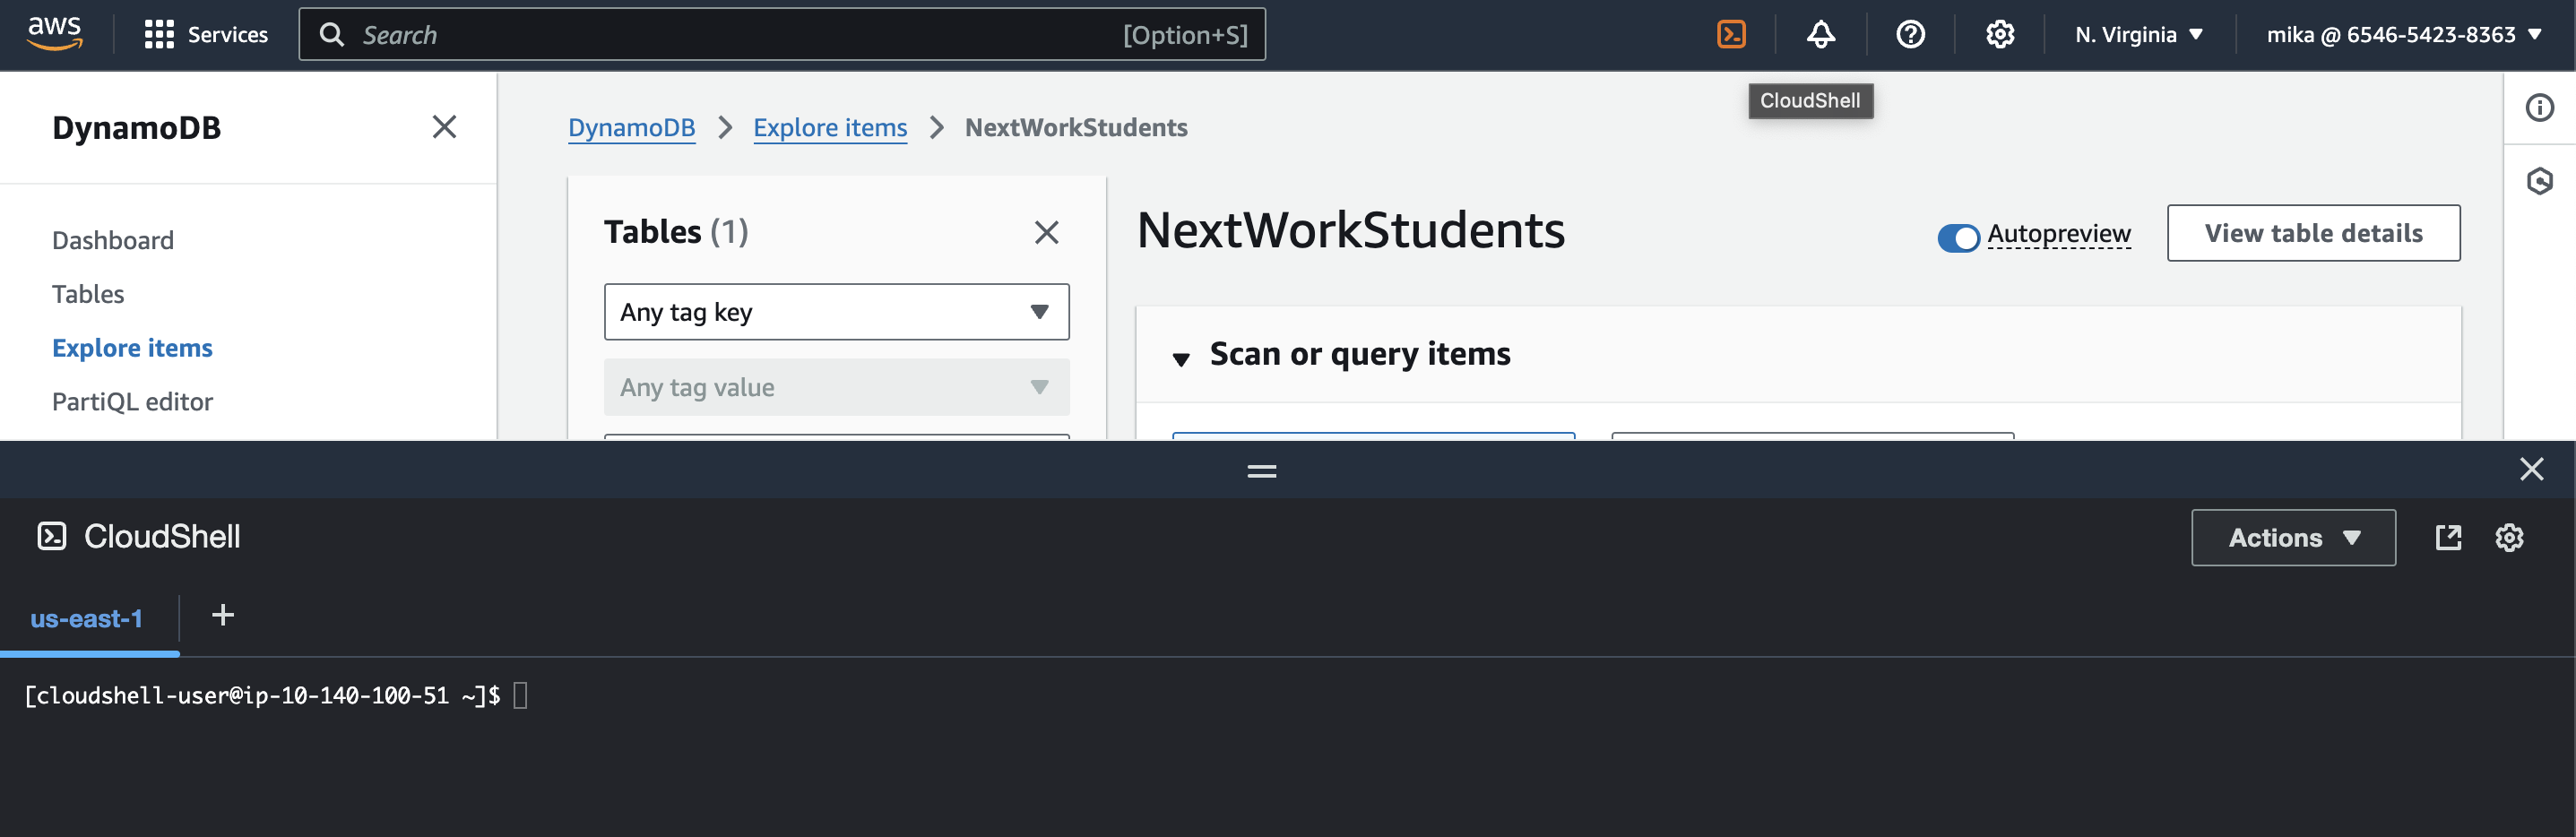 aws Services Search [Option+S] N. Virginia mika @ 6546-5423-8363
CloudShell
DynamoDB
DynamoDB Explore items NextWorkStudents
Dashboard
Tables
Explore items
PartiQL editor
Tables (1)
Any tag key
Any tag value
NextWorkStudents
Autopreview View table details
Scan or query items
CloudShell
Actions
us-east-1 +
[cloudshell-user@ip-10-140-100-51 ~]$